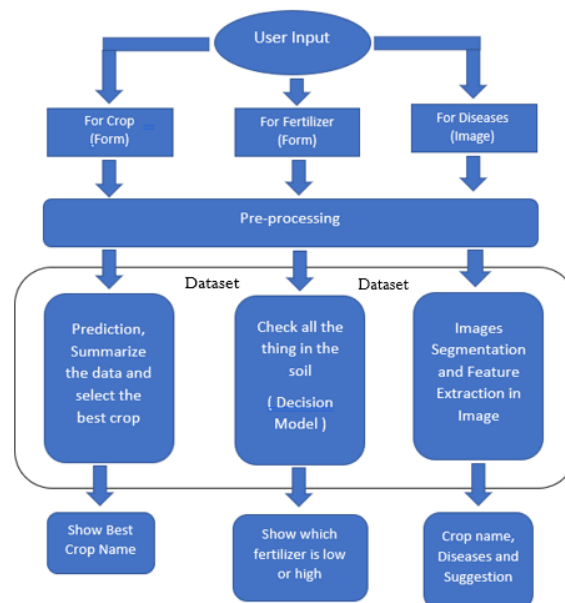 User Input
For Crop
(Form)
For Fertilizer
(Form)
For Diseases
(Image)
Pre-processing
Dataset
Dataset
Prediction,
Summarize
the data and
select the
best crop
Check all the
thing in the
soil
( Decision
Model )
Images
Segmentation
and Feature
Extraction in
Image
Show Best
Crop Name
Show which
fertilizer is low
or high
Crop name,
Diseases and
Suggestion